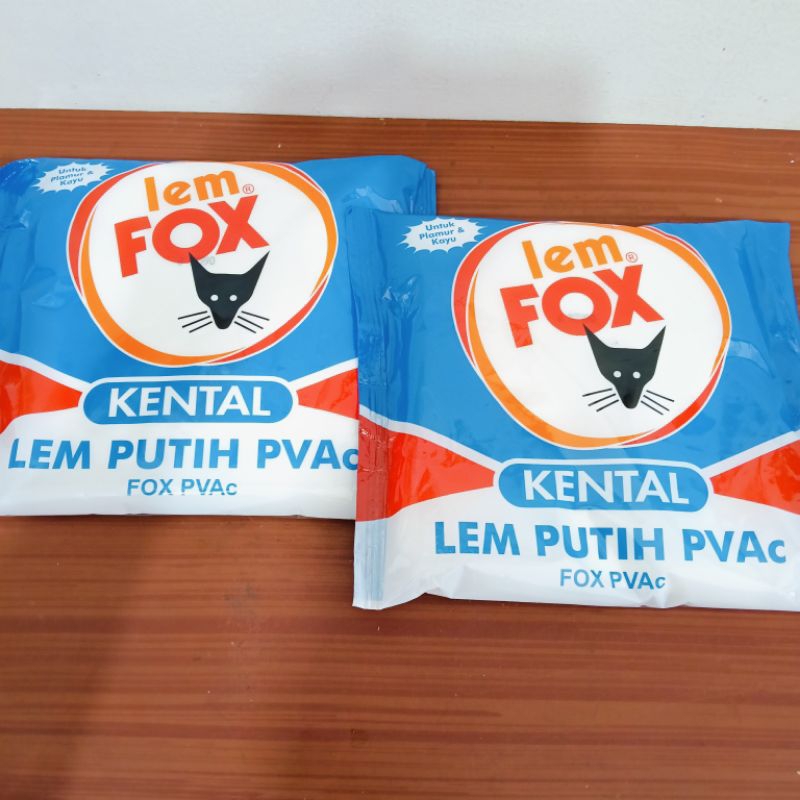 Untuk
Plamur &
Kayu
lem®
FOX
KENTAL
LEM PUTIH PVAc
FOX PVAc
Untuk
Plamur &
Kayu
lem®
FOX
KENTAL
LEM PUTIH PVAc
FOX PVAc